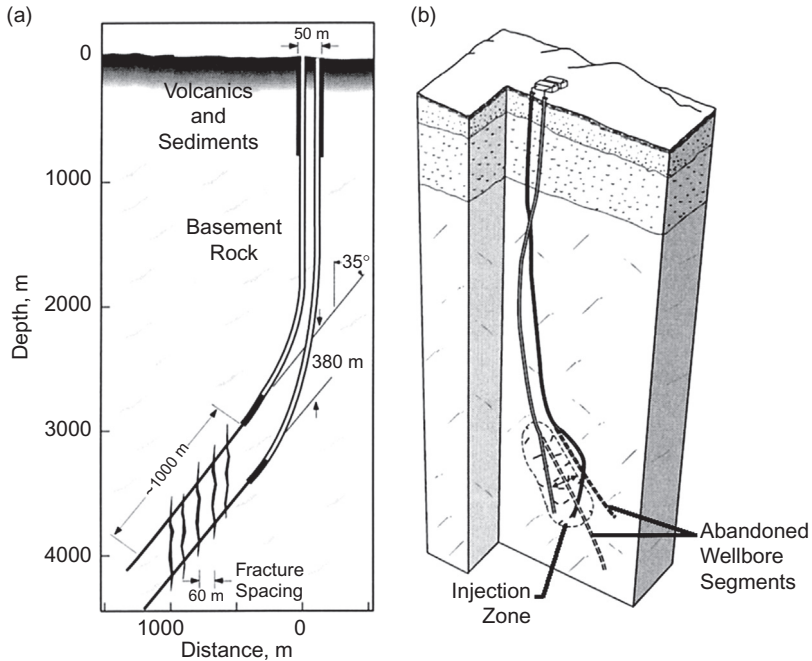 (a)
50 m
0
Volcanics
and
Sediments
1000
Basement
Rock
35°
2000
Depth, m
380 m
3000
~1000 m
4000
Fracture
Spacing
60 m
1000
0
Distance, m
(b)
Abandoned
Wellbore
Segments
Injection
Zone